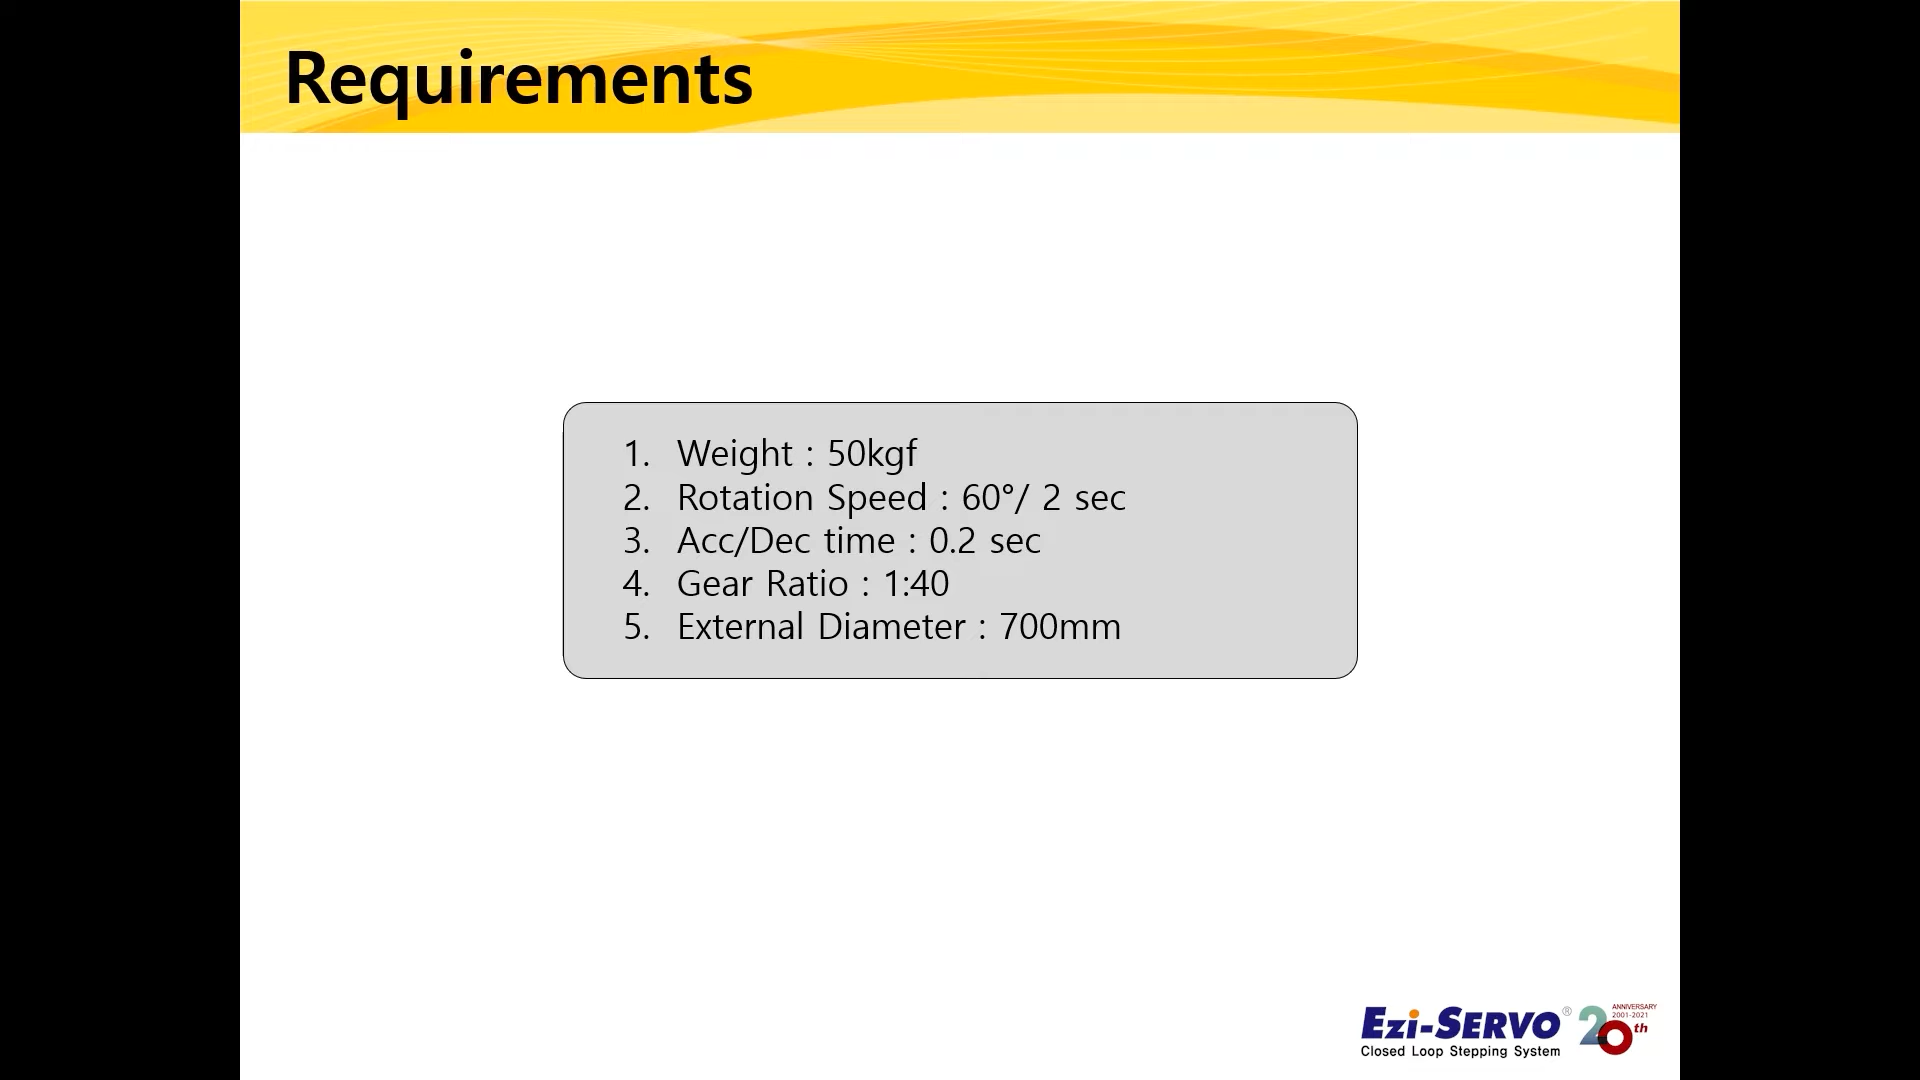 Requirements
1. Weight : 50kgf
2. Rotation Speed : 60°/ 2 sec
3. Acc/Dec time : 0.2 sec
4. Gear Ratio : 1:40
5. External Diameter : 700mm
Ezi-SERVO® 20th
ANNIVERSARY
2001-2021
Closed Loop Stepping System